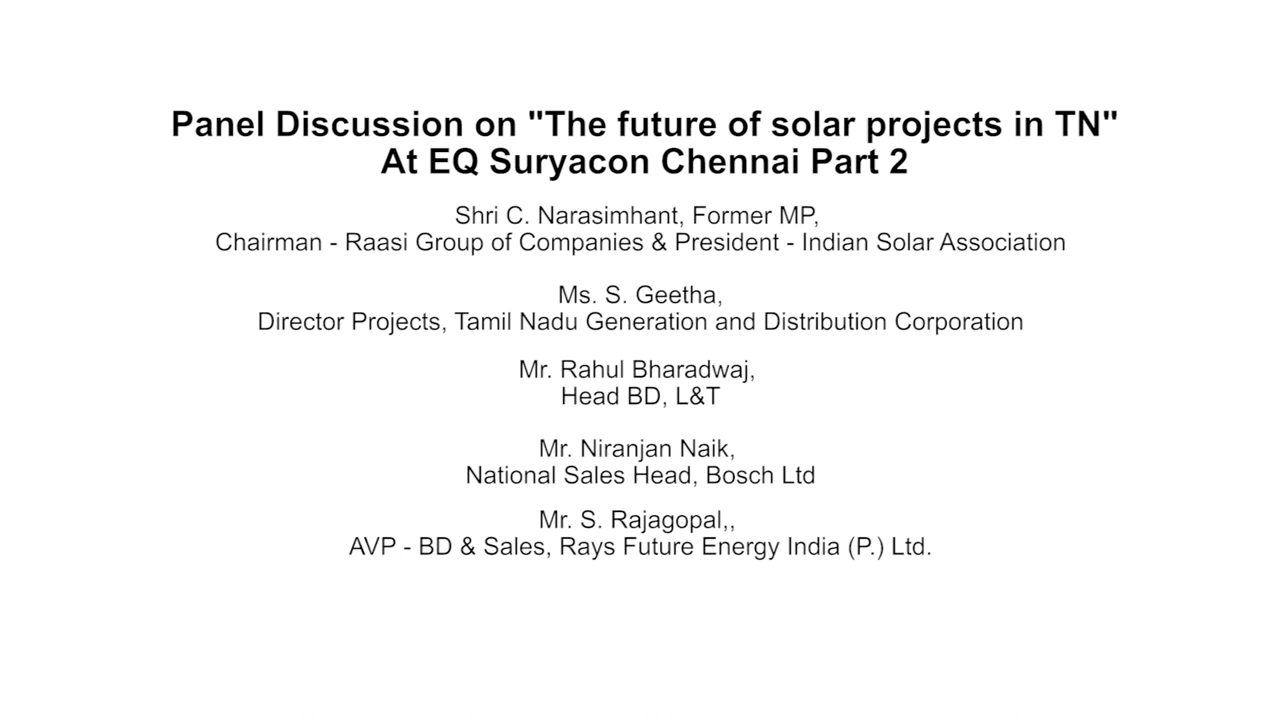 Panel Discussion on "The future of solar projects in TN"
At EQ Suryacon Chennai Part 2
Shri C. Narasimhant, Former MP,
Chairman - Raasi Group of Companies & President - Indian Solar Association
Ms. S. Geetha,
Director Projects, Tamil Nadu Generation and Distribution Corporation
Mr. Rahul Bharadwaj,
Head BD, L&T
Mr. Niranjan Naik,
National Sales Head, Bosch Ltd
Mr. S. Rajagopal,,
AVP - BD & Sales, Rays Future Energy India (P.) Ltd.